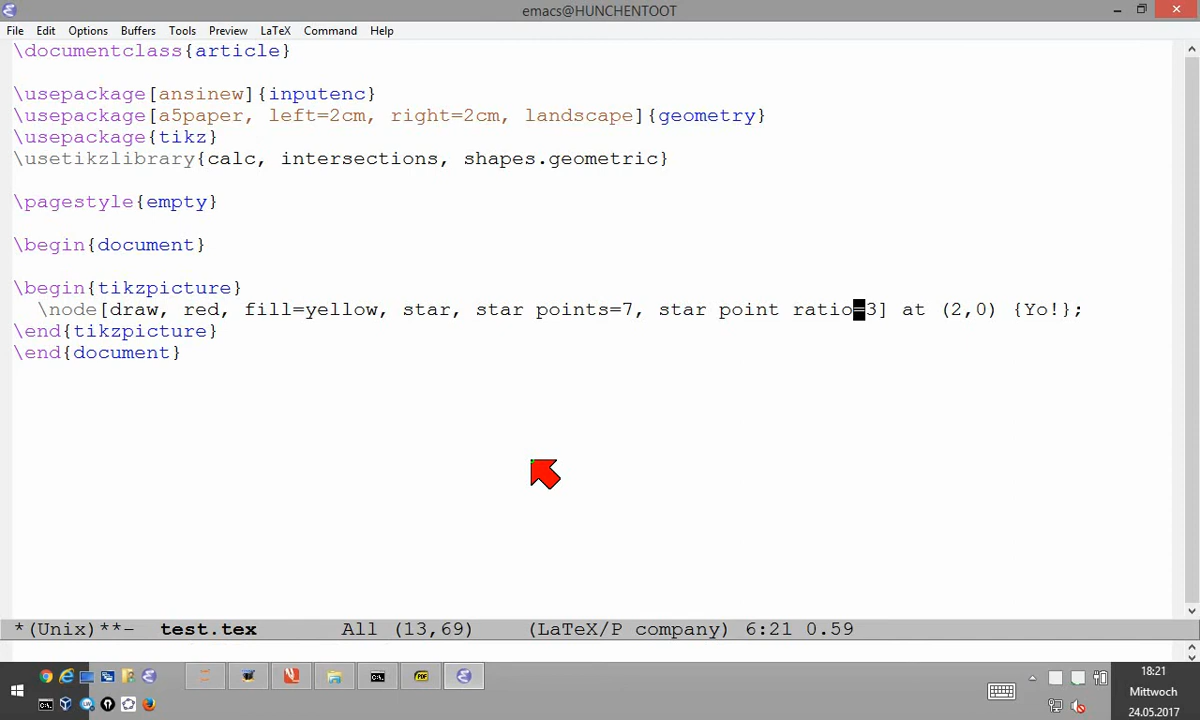 emacs@HUNCHENTOOT
File Edit Options Buffers Tools Preview LaTeX Command Help
\documentclass{article}
\usepackage[ansinew]{inputenc}
\usepackage[a5paper, left=2cm, right=2cm, landscape]{geometry}
\usepackage{tikz}
\usetikzlibrary{calc, intersections, shapes.geometric}
\pagestyle{empty}
\begin{document}
\begin{tikzpicture}
\node[draw, red, fill=yellow, star, star points=7, star point ratio=3] at (2,0) {Yo!};
\end{tikzpicture}
\end{document}
*(Unix)**- test.tex All (13,69) (LaTeX/P company) 6:21 0.59
18:21
Mittwoch
24.05.2017